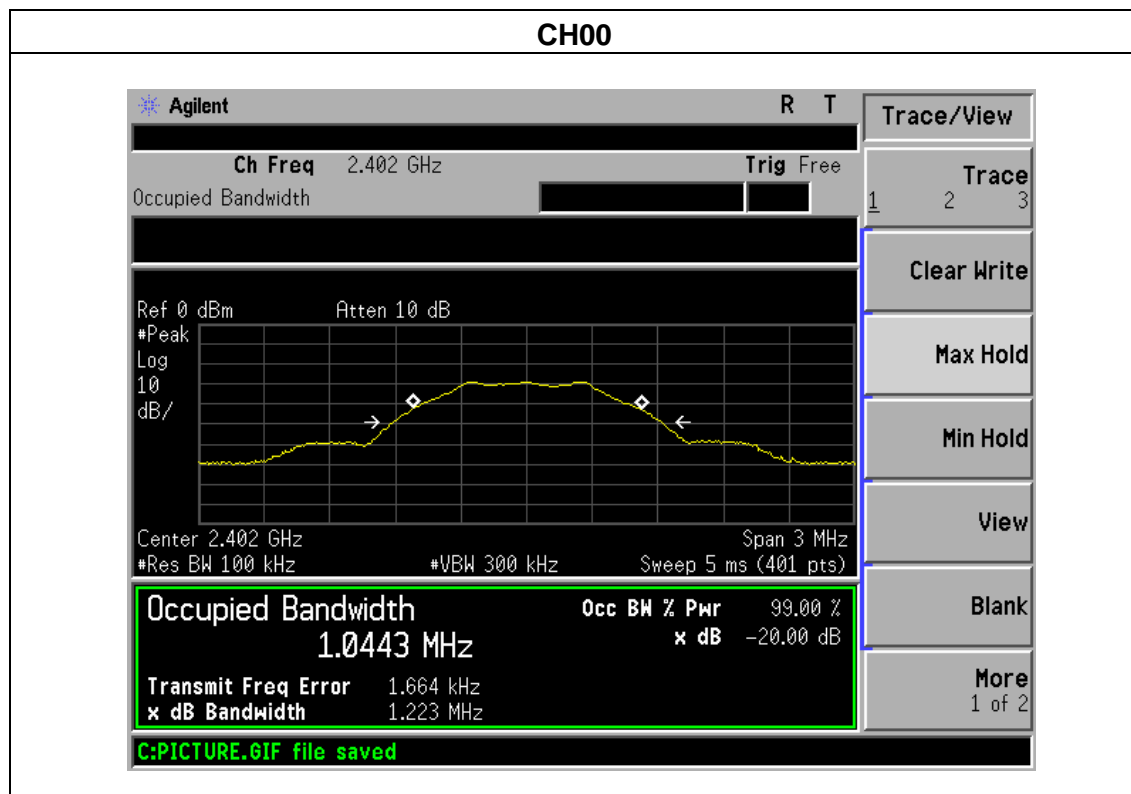 CH00
Agilent R T
Trace/View
Ch Freq 2.402 GHz Trig Free
Occupied Bandwidth
Trace
1 2 3
Clear Write
Max Hold
Min Hold
View
Blank
More
1 of 2
Ref 0 dBm Atten 10 dB
#Peak
Log
10
dB/
Center 2.402 GHz Span 3 MHz
#Res BW 100 kHz #VBW 300 kHz Sweep 5 ms (401 pts)
Occupied Bandwidth Occ BW % Pwr 99.00 %
1.0443 MHz x dB -20.00 dB
Transmit Freq Error 1.664 kHz
x dB Bandwidth 1.223 MHz
C:PICTURE.GIF file saved